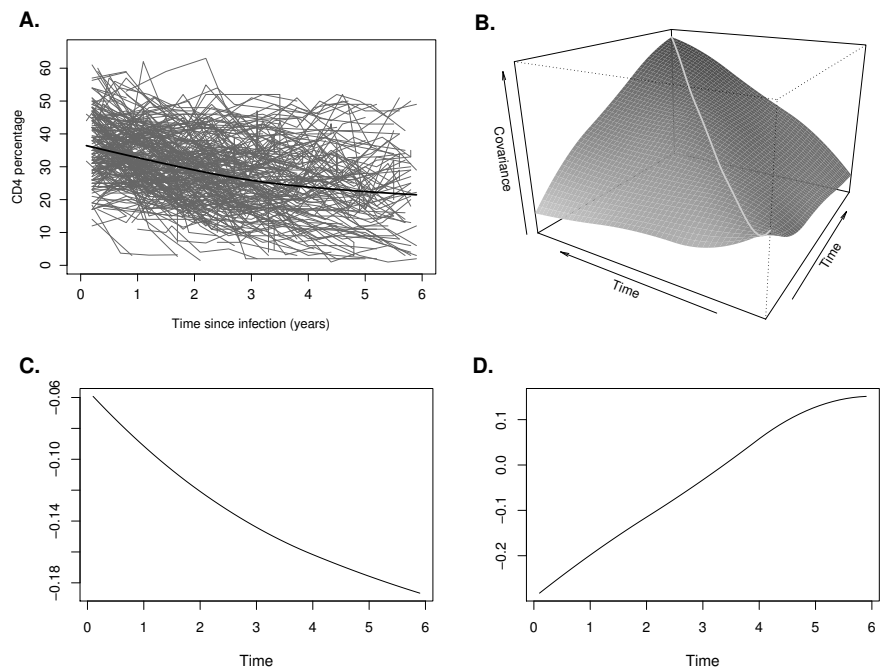 A.
CD4 percentage
60
50
40
30
20
10
0
0 1 2 3 4 5 6
Time since infection (years)
B.
Covariance
Time
Time
C.
−0.06
−0.10
−0.14
−0.18
0 1 2 3 4 5 6
Time
D.
0.1
0.0
−0.1
−0.2
0 1 2 3 4 5 6
Time